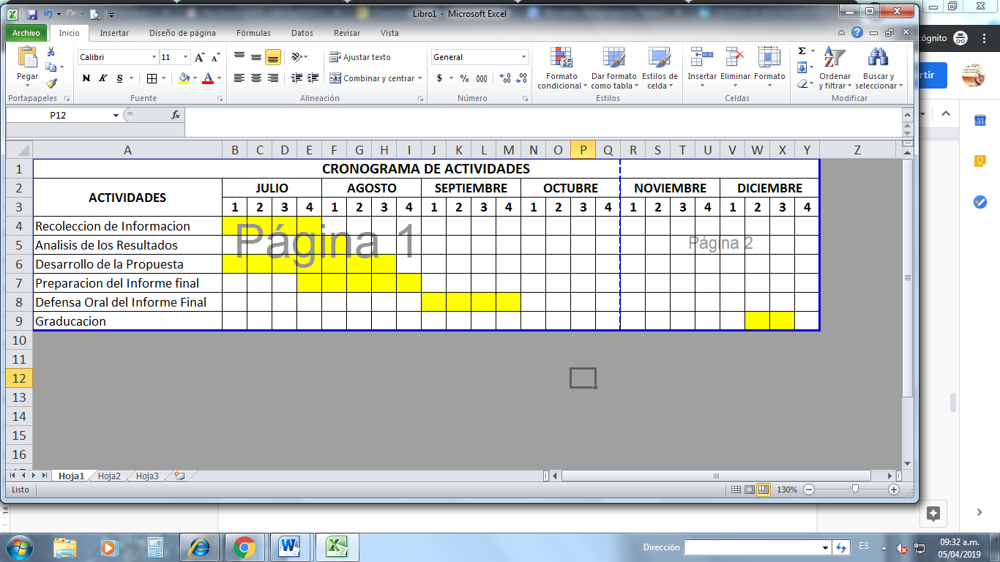 Libro1 - Microsoft Excel
Archivo Inicio Insertar Diseño de página Fórmulas Datos Revisar Vista
cógnito
Pegar
Calibri 11
N K S
Ajustar texto
Combinar y centrar
General
$ % 000
Formato condicional
Dar formato como tabla
Estilos de celda
Insertar Eliminar Formato
Ordenar y filtrar
Buscar y seleccionar
Portapapeles Fuente Alineación Número Estilos Celdas Modificar
rtir
31
P12 fx
A B C D E F G H I J K L M N O P Q R S T U V W X Y Z
1 CRONOGRAMA DE ACTIVIDADES
2 ACTIVIDADES JULIO AGOSTO SEPTIEMBRE OCTUBRE NOVIEMBRE DICIEMBRE
3 1 2 3 4 1 2 3 4 1 2 3 4 1 2 3 4 1 2 3 4 1 2 3 4
4 Recoleccion de Informacion
5 Analisis de los Resultados
Página 1 Página 2
6 Desarrollo de la Propuesta
7 Preparacion del Informe final
8 Defensa Oral del Informe Final
9 Graducacion
10
11
12
13
14
15
16
Hoja1 Hoja2 Hoja3
Listo 130%
14
Dirección ES 09:32 a.m.
05/04/2019